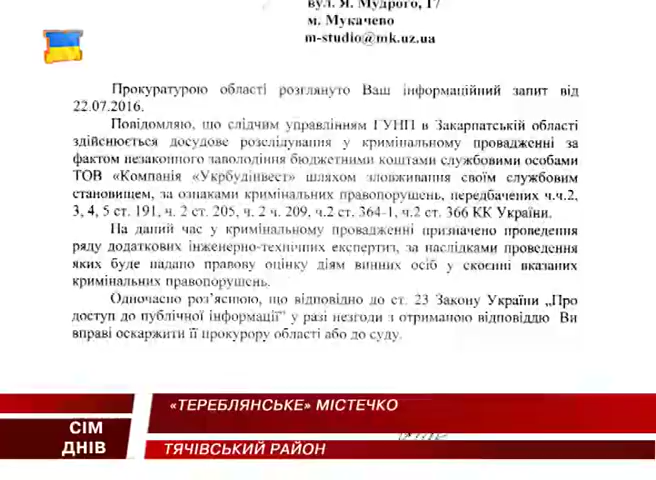 вул. Я. Мудрого, 17
м. Мукачево
m-studio@mk.uz.ua
Прокуратурою області розглянуто Ваш інформаційний запит від
22.07.2016.
Повідомляю, що слідчим управлінням ГУНП в Закарпатській області
здійснюється досудове розслідування у кримінальному провадженні за
фактом незаконного заволодіння бюджетними коштами службовими особами
ТОВ «Компанія «Укрбудінвест» шляхом зловживання своїм службовим
становищем, за ознаками кримінальних правопорушень, передбачених ч.ч.2,
3, 4, 5 ст. 191, ч. 2 ст. 205, ч. 2 ч. 209, ч.2 ст. 364-1, ч.2 ст. 366 КК України.
На даний час у кримінальному провадженні призначено проведення
ряду додаткових інженерно-технічних експертиз, за наслідками проведення
яких буде надано правову оцінку діям винних осіб у скоєнні вказаних
кримінальних правопорушень.
Одночасно роз’яснюю, що відповідно до ст. 23 Закону України „Про
доступ до публічної інформації” у разі незгоди з отриманою відповіддю Ви
вправі оскаржити її прокурору області або до суду.
«ТЕРЕБЛЯНСЬКЕ» МІСТЕЧКО
СІМ
ДНІВ
ТЯЧІВСЬКИЙ РАЙОН